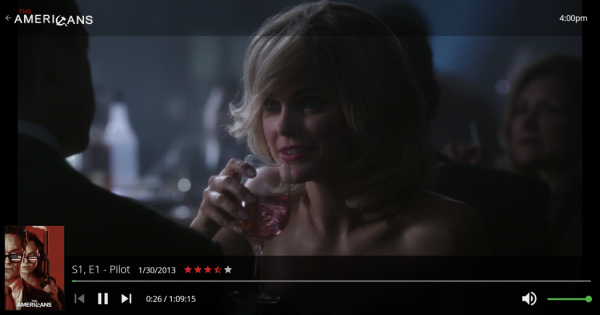 THE
AMERICANS
4:00pm
THE
AMERICANS
S1, E1 - Pilot 1/30/2013
0:26 / 1:09:15